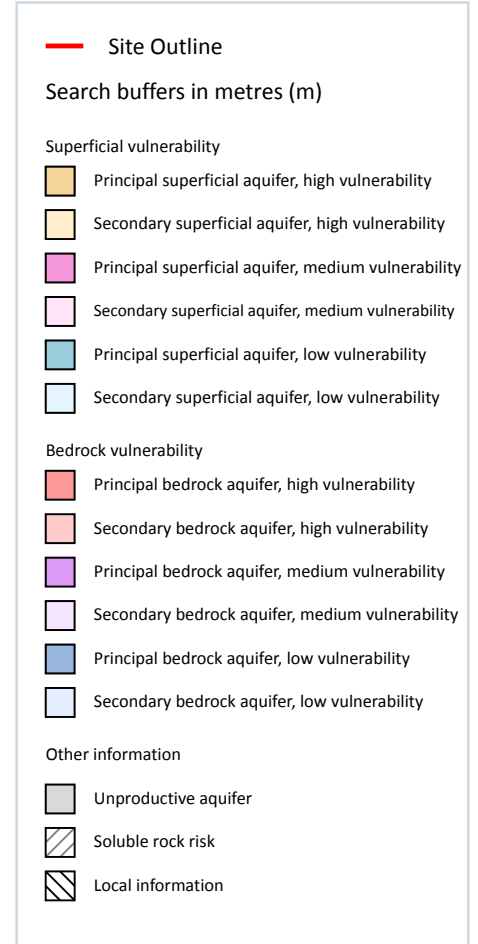 Site Outline
Search buffers in metres (m)
Superficial vulnerability
Principal superficial aquifer, high vulnerability
Secondary superficial aquifer, high vulnerability
Principal superficial aquifer, medium vulnerability
Secondary superficial aquifer, medium vulnerability
Principal superficial aquifer, low vulnerability
Secondary superficial aquifer, low vulnerability
Bedrock vulnerability
Principal bedrock aquifer, high vulnerability
Secondary bedrock aquifer, high vulnerability
Principal bedrock aquifer, medium vulnerability
Secondary bedrock aquifer, medium vulnerability
Principal bedrock aquifer, low vulnerability
Secondary bedrock aquifer, low vulnerability
Other information
Unproductive aquifer
Soluble rock risk
Local information